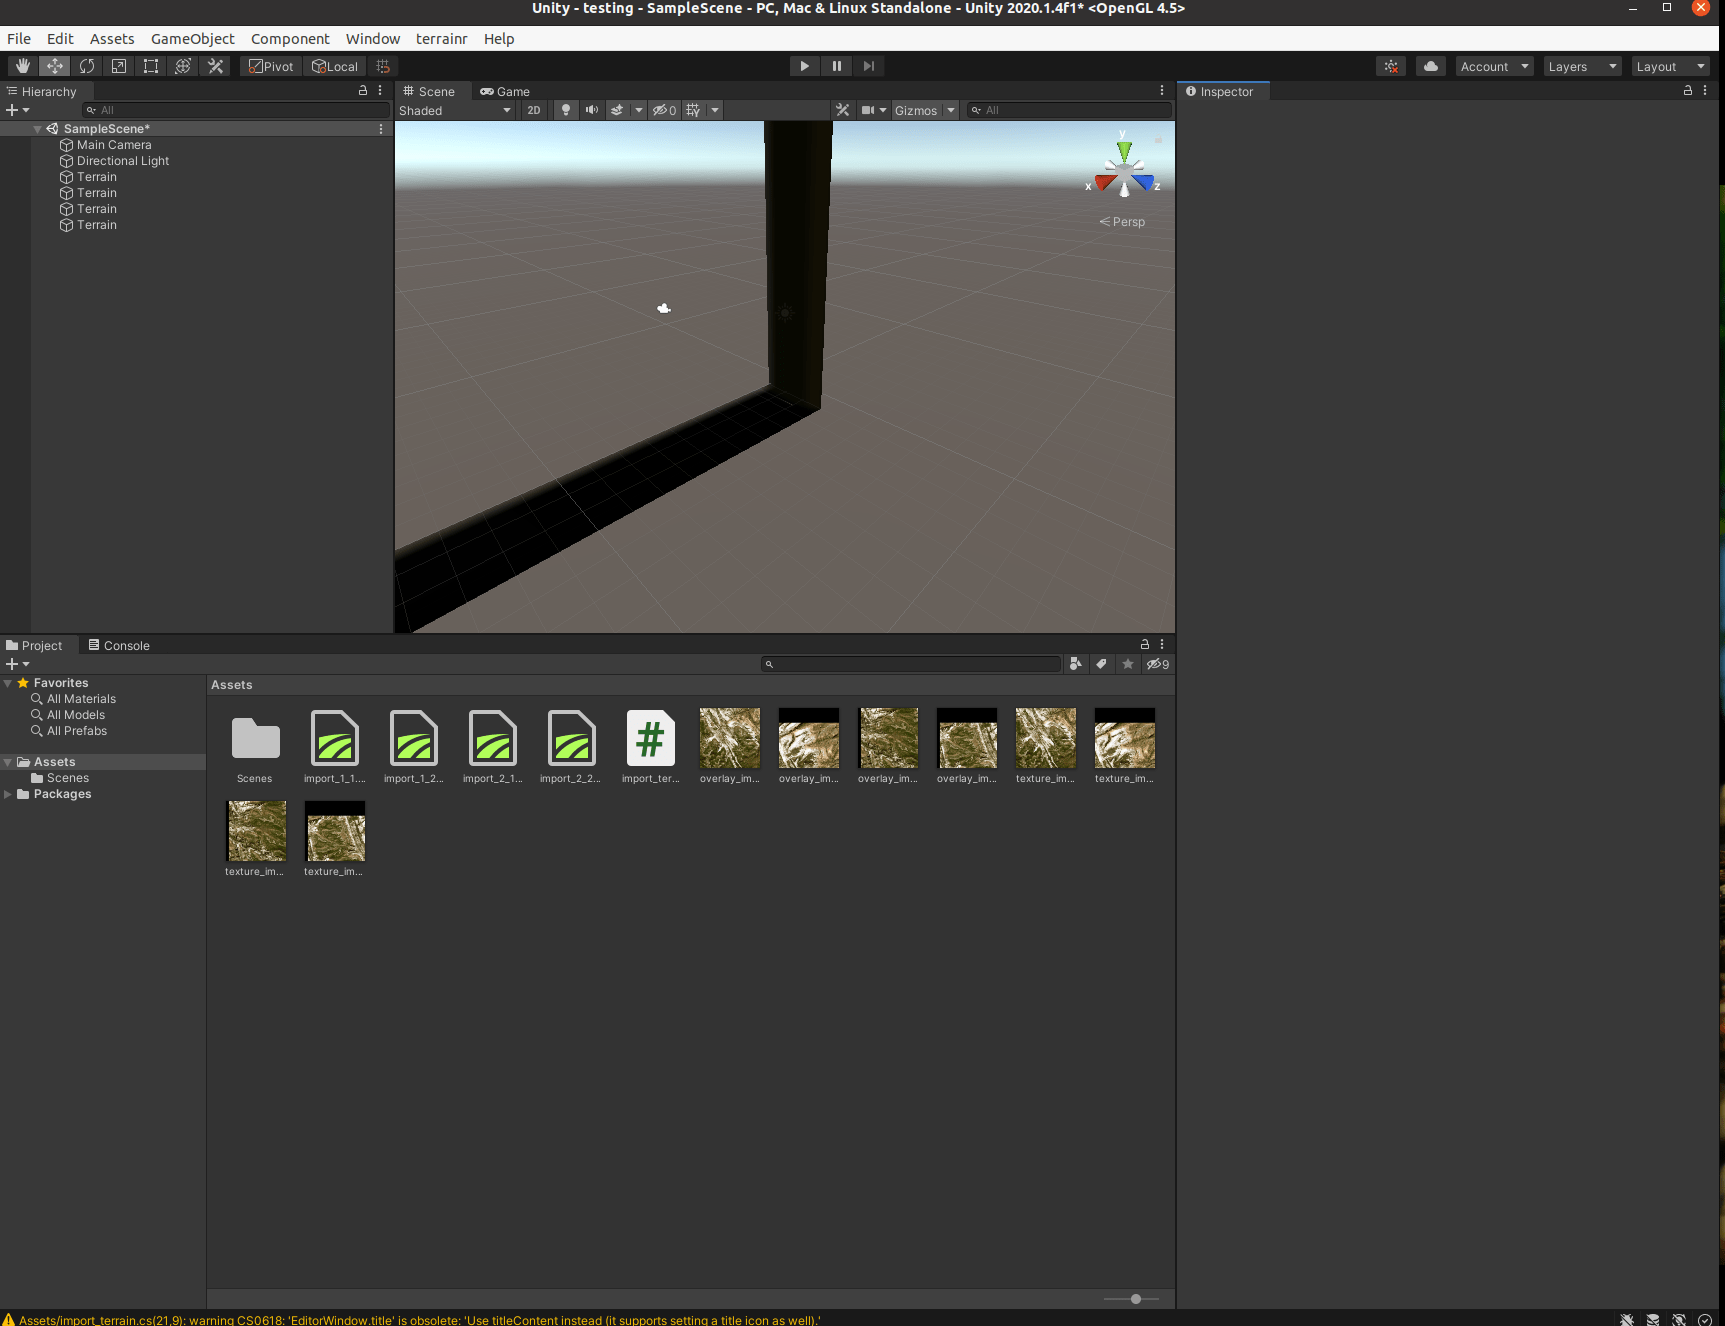 Unity - testing - SampleScene - PC, Mac & Linux Standalone - Unity 2020.1.4f1* <OpenGL 4.5>
File Edit Assets GameObject Component Window terrainr Help
Pivot Local Account Layers Layout
Hierarchy
All
SampleScene*
Main Camera
Directional Light
Terrain
Terrain
Terrain
Terrain
Scene Game
Shaded 2D 0 Gizmos All
y
x z
Persp
Inspector
Project Console
9
Favorites
All Materials
All Models
All Prefabs
Assets
Scenes
Packages
Assets
Scenes import_1_1.... import_1_2... import_2_1... import_2_2... import_ter... overlay_im... overlay_im... overlay_im... overlay_im... texture_im... texture_im...
texture_im... texture_im...
Assets/import_terrain.cs(21,9): warning CS0618: 'EditorWindow.title' is obsolete: 'Use titleContent instead (it supports setting a title icon as well).'